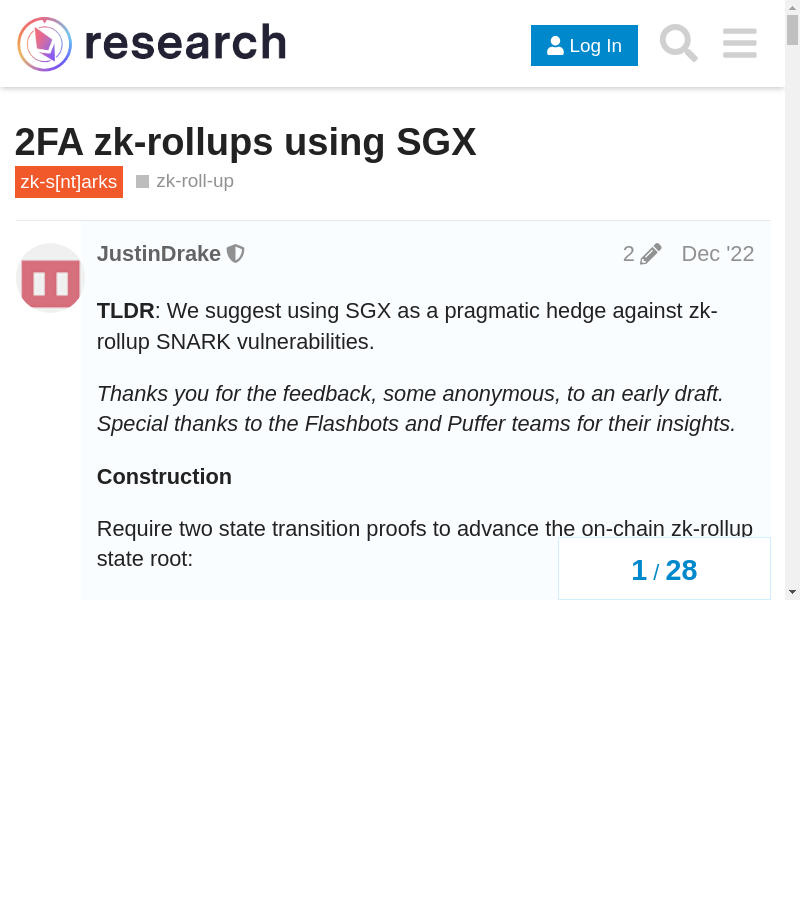 research
Log In
2FA zk-rollups using SGX
zk-s[nt]arks
zk-roll-up
JustinDrake
2
Dec '22
TLDR: We suggest using SGX as a pragmatic hedge against zk-
rollup SNARK vulnerabilities.
Thanks you for the feedback, some anonymous, to an early draft.
Special thanks to the Flashbots and Puffer teams for their insights.
Construction
Require two state transition proofs to advance the on-chain zk-rollup
state root:
1 / 28